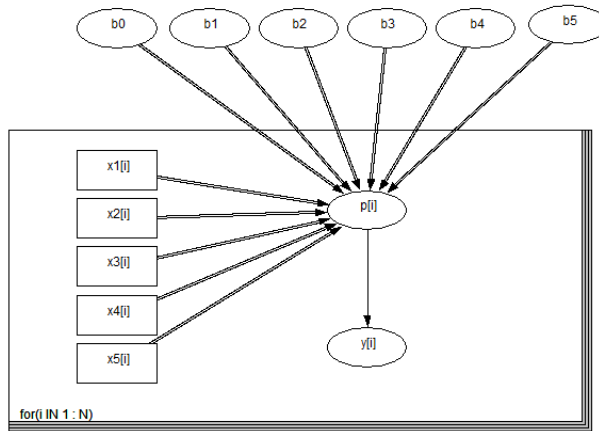 b0 b1 b2 b3 b4 b5
x1[i]
x2[i]
p[i]
x3[i]
x4[i]
y[i]
x5[i]
for(i IN 1 : N)